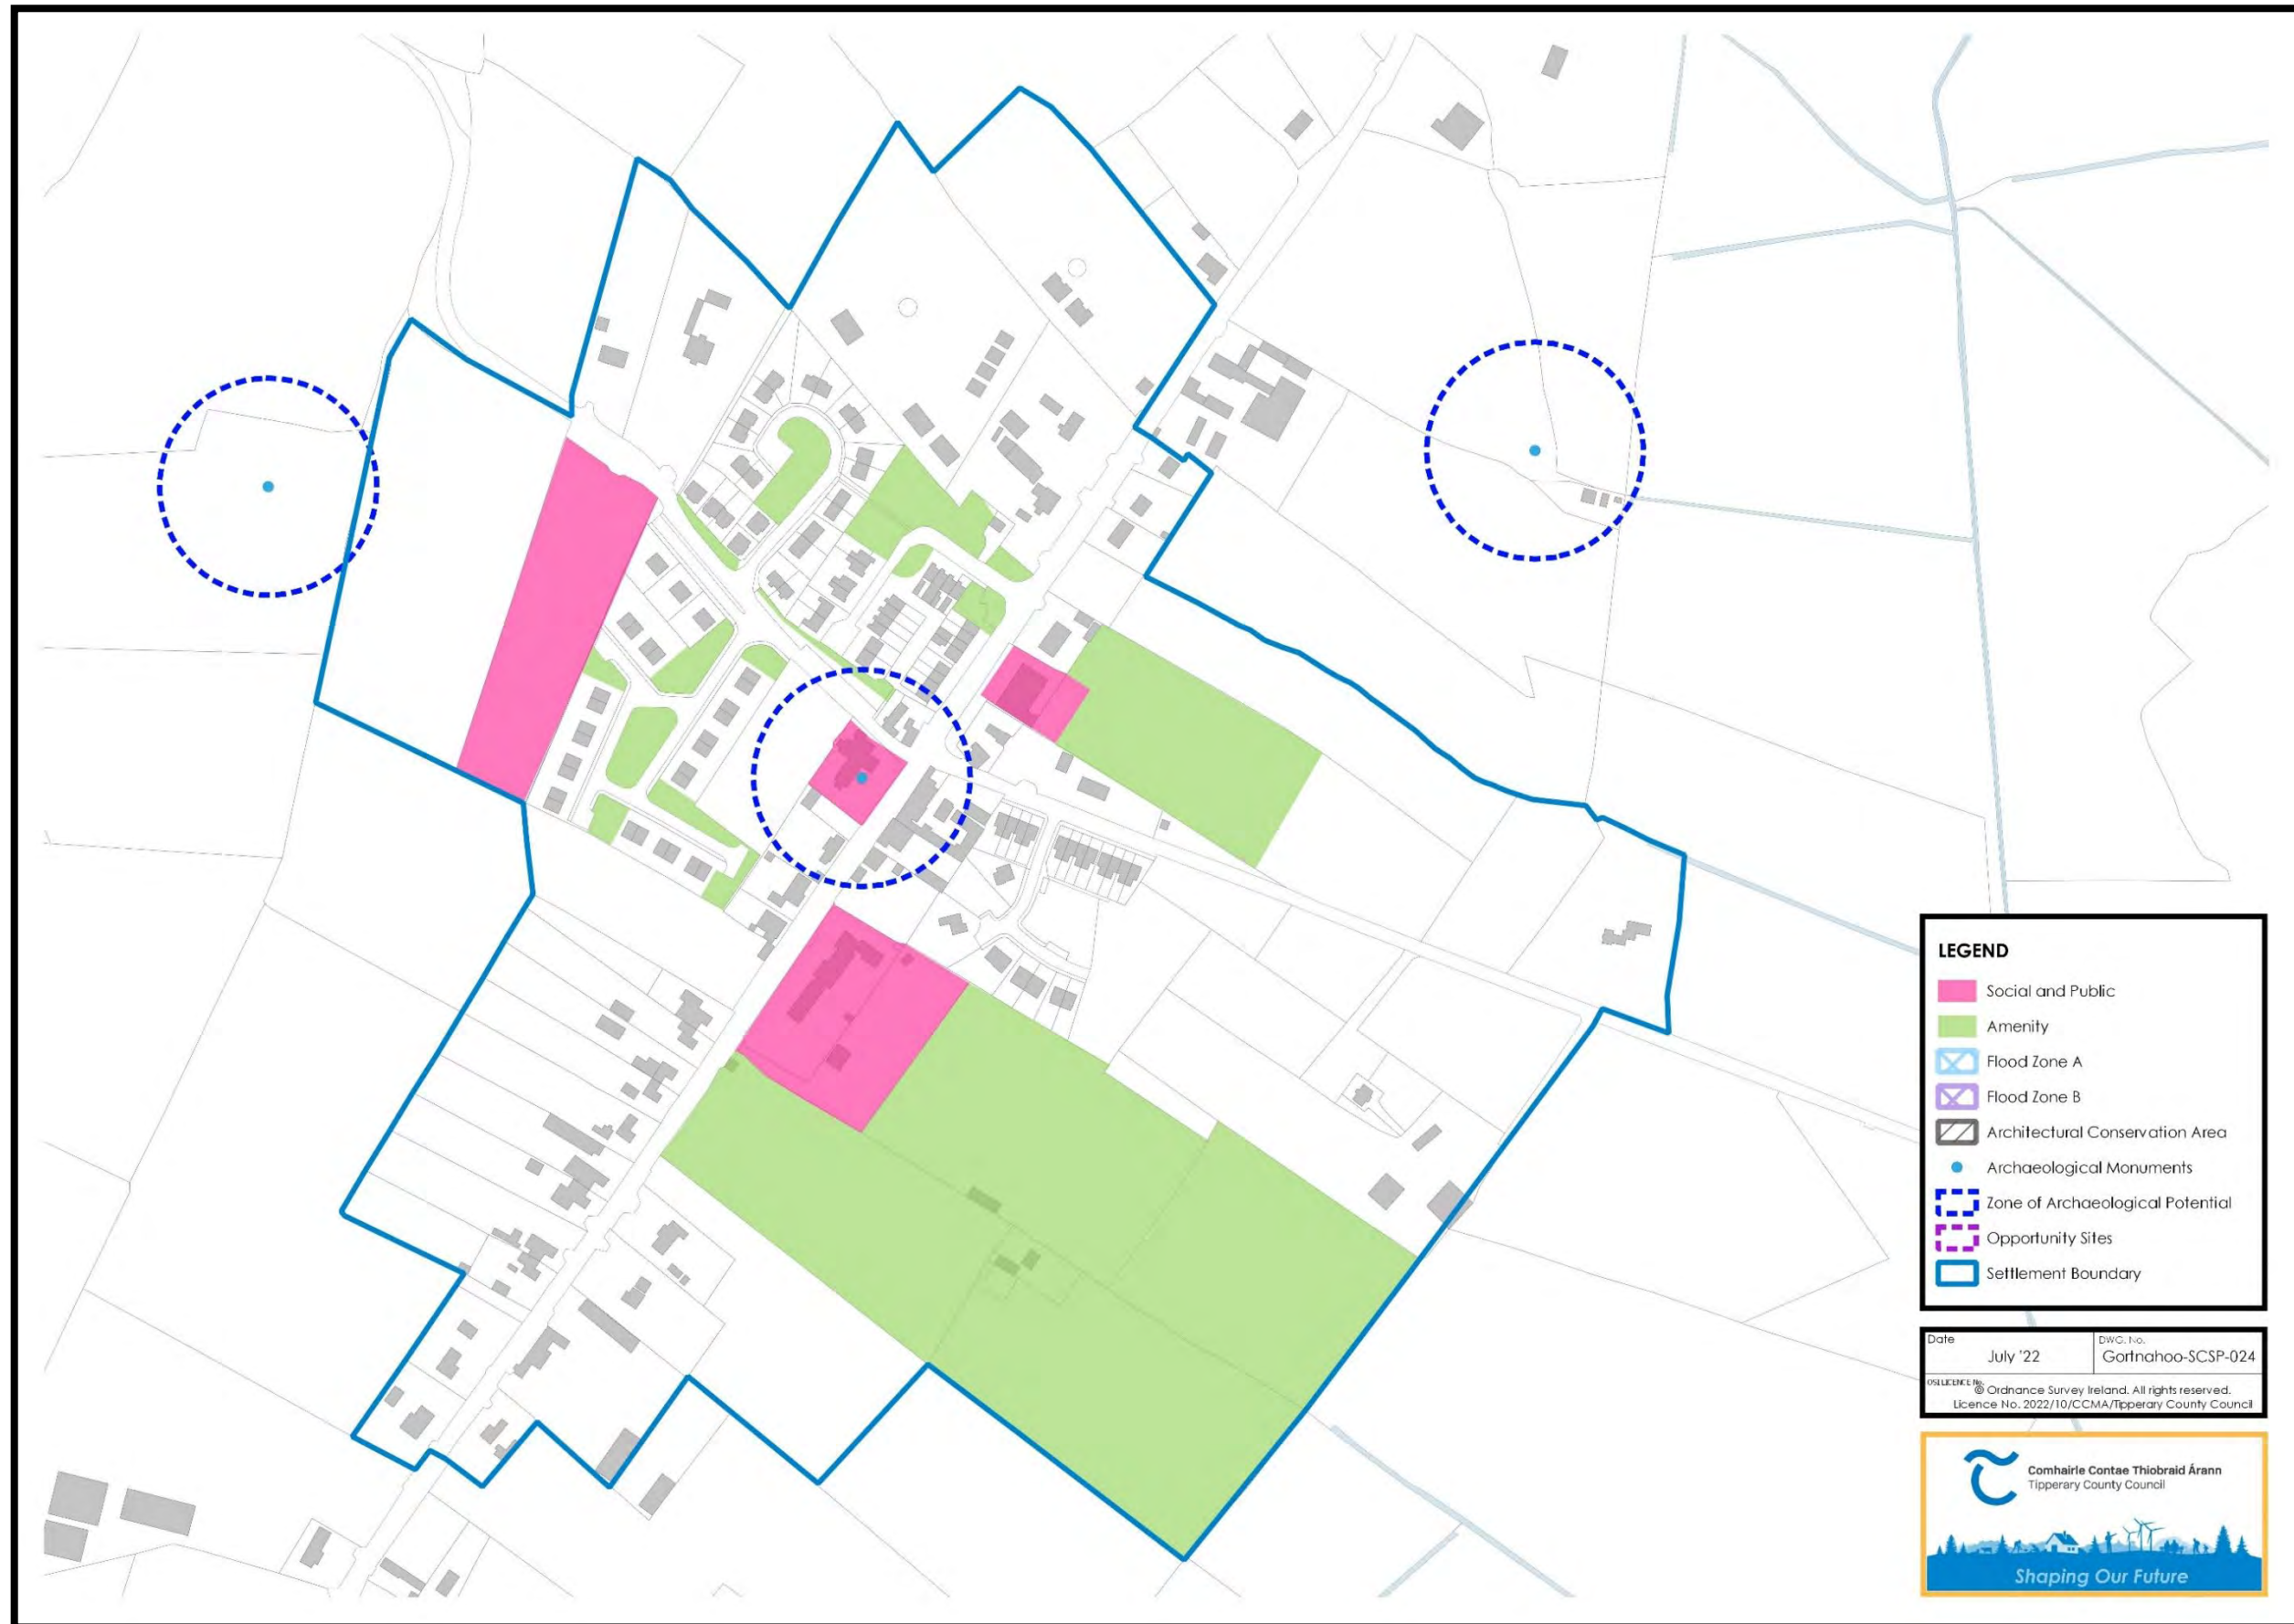 LEGEND
Social and Public
Amenity
Flood Zone A
Flood Zone B
Architectural Conservation Area
Archaeological Monuments
Zone of Archaeological Potential
Opportunity Sites
Settlement Boundary
Date
July '22
DWG. No.
Gortnahoo-SCSP-024
OSI LICENCE No.
© Ordnance Survey Ireland. All rights reserved.
Licence No. 2022/10/CCMA/Tipperary County Council
Comhairle Contae Thiobraid Árann
Tipperary County Council
Shaping Our Future